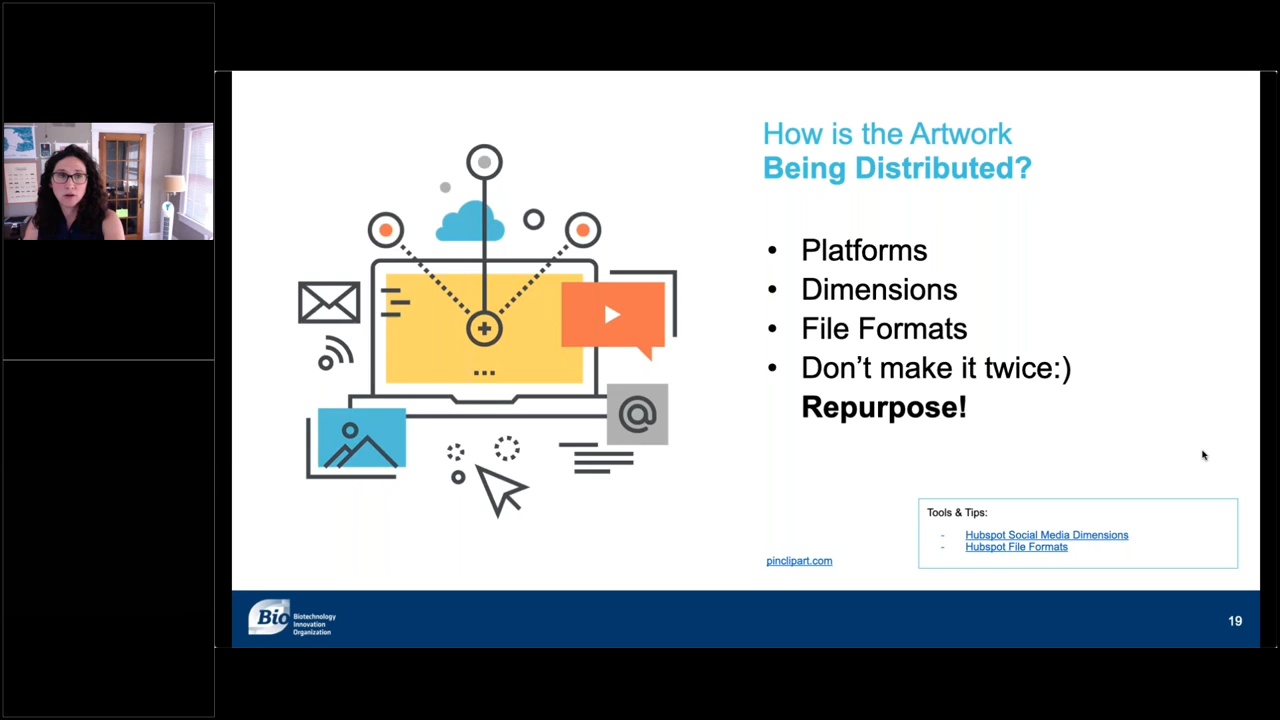 How is the Artwork
Being Distributed?
• Platforms
• Dimensions
• File Formats
• Don’t make it twice:)
Repurpose!
Tools & Tips:
- Hubspot Social Media Dimensions
- Hubspot File Formats
pinclipart.com
Bio Biotechnology
Innovation
Organization
19